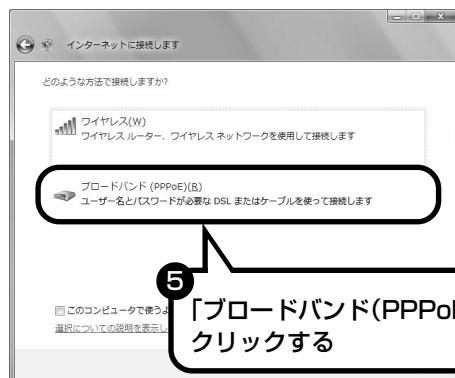 インターネットに接続します
どのような方法で接続しますか?
ワイヤレス(W)
ワイヤレス ルーター、ワイヤレス ネットワークを使用して接続します
ブロードバンド (PPPoE)(R)
ユーザー名とパスワードが必要な DSL またはケーブルを使って接続します
5
「ブロードバンド(PPPoE
クリックする
このコンピュータで使うよ
選択についての説明を表示し